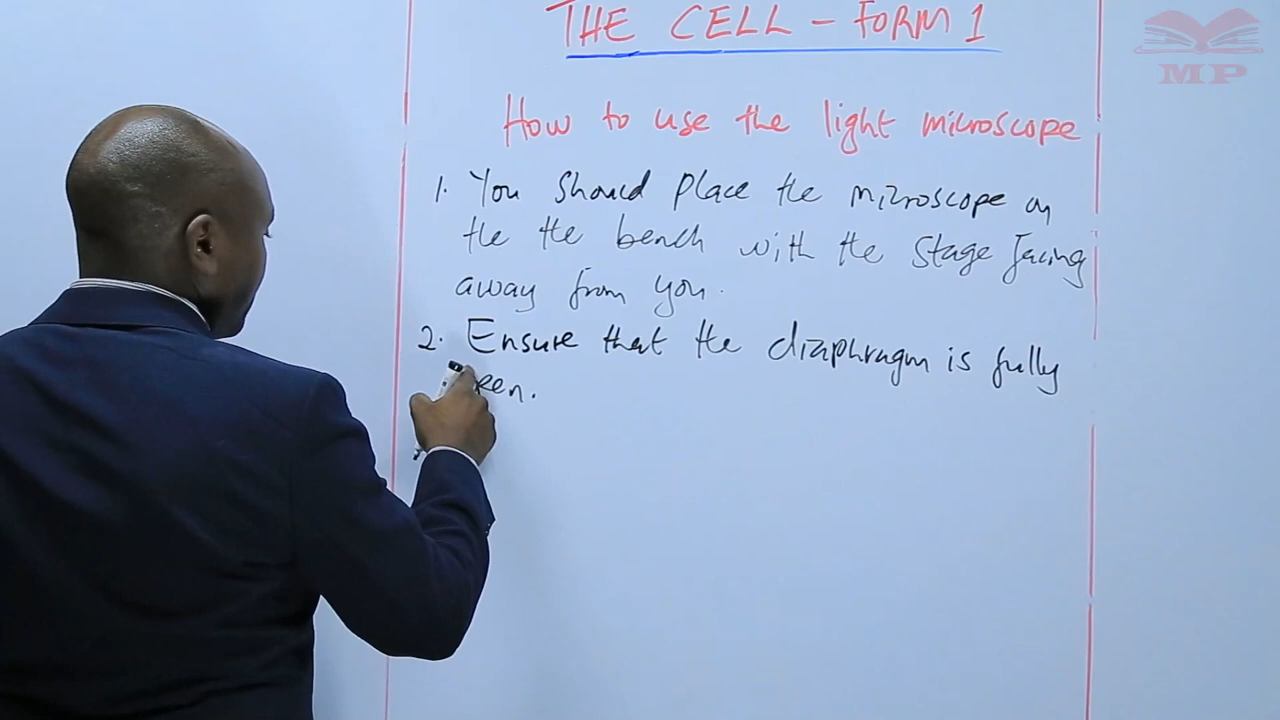 THE CELL - FORM 1
MP
How to use the light microscope
1. You should place the microscope on
the the bench with the stage facing
away from you.
2. Ensure that the diaphragm is fully